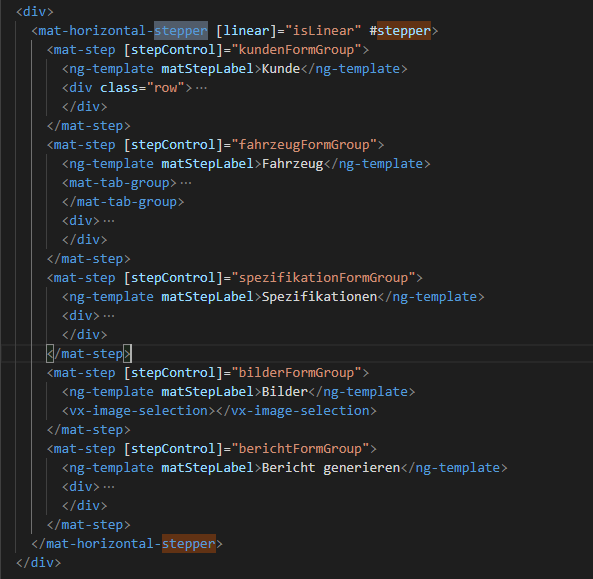 <div>
<mat-horizontal-stepper [linear]="isLinear" #stepper>
<mat-step [stepControl]="kundenFormGroup">
<ng-template matStepLabel>Kunde</ng-template>
<div class="row">···
</div>
</mat-step>
<mat-step [stepControl]="fahrzeugFormGroup">
<ng-template matStepLabel>Fahrzeug</ng-template>
<mat-tab-group>···
</mat-tab-group>
<div>···
</div>
</mat-step>
<mat-step [stepControl]="spezifikationFormGroup">
<ng-template matStepLabel>Spezifikationen</ng-template>
<div>···
</div>
</mat-step>
<mat-step [stepControl]="bilderFormGroup">
<ng-template matStepLabel>Bilder</ng-template>
<vx-image-selection></vx-image-selection>
</mat-step>
<mat-step [stepControl]="berichtFormGroup">
<ng-template matStepLabel>Bericht generieren</ng-template>
<div>···
</div>
</mat-step>
</mat-horizontal-stepper>
</div>